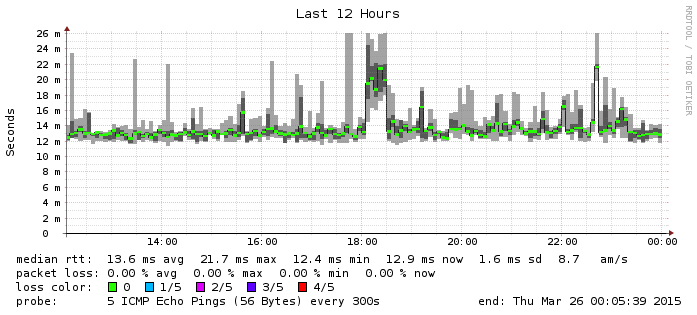 Last 12 Hours
RRDTOOL / TOBI OETIKER
Seconds
26 m
24 m
22 m
20 m
18 m
16 m
14 m
12 m
10 m
8 m
6 m
4 m
2 m
0
14:00 16:00 18:00 20:00 22:00 00:00
median rtt: 13.6 ms avg 21.7 ms max 12.4 ms min 12.9 ms now 1.6 ms sd 8.7 am/s
packet loss: 0.00 % avg 0.00 % max 0.00 % min 0.00 % now
loss color: 0 1/5 2/5 3/5 4/5
probe: 5 ICMP Echo Pings (56 Bytes) every 300s end: Thu Mar 26 00:05:39 2015